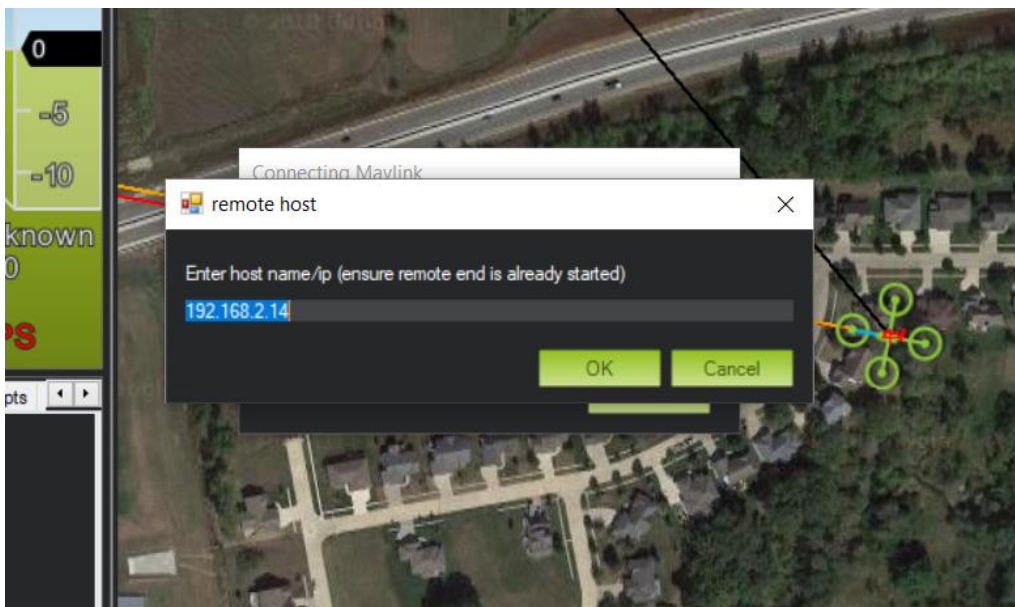 0
-5
-10
known
0
PS
pts
Connecting Mavlink
remote host
Enter host name/ip (ensure remote end is already started)
192.168.2.14
OK
Cancel